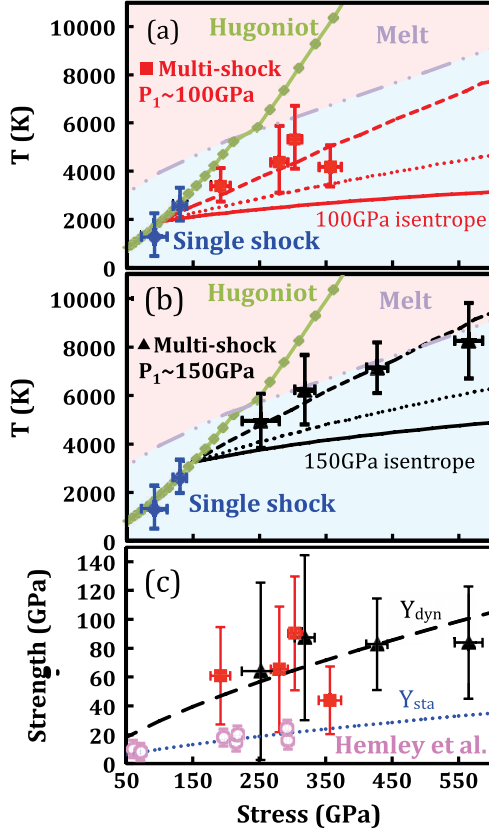 (a)
Hugoniot
Melt
Multi-shock
P1~100GPa
T (K)
10000
8000
6000
4000
2000
0
Single shock
100GPa isentrope
(b)
Hugoniot
Melt
Multi-shock
P1~150GPa
T (K)
10000
8000
6000
4000
2000
0
Single shock
150GPa isentrope
(c)
Strength (GPa)
140
120
100
80
60
40
20
0
Ydyn
Ysta
Hemley et al.
50 150 250 350 450 550
Stress (GPa)